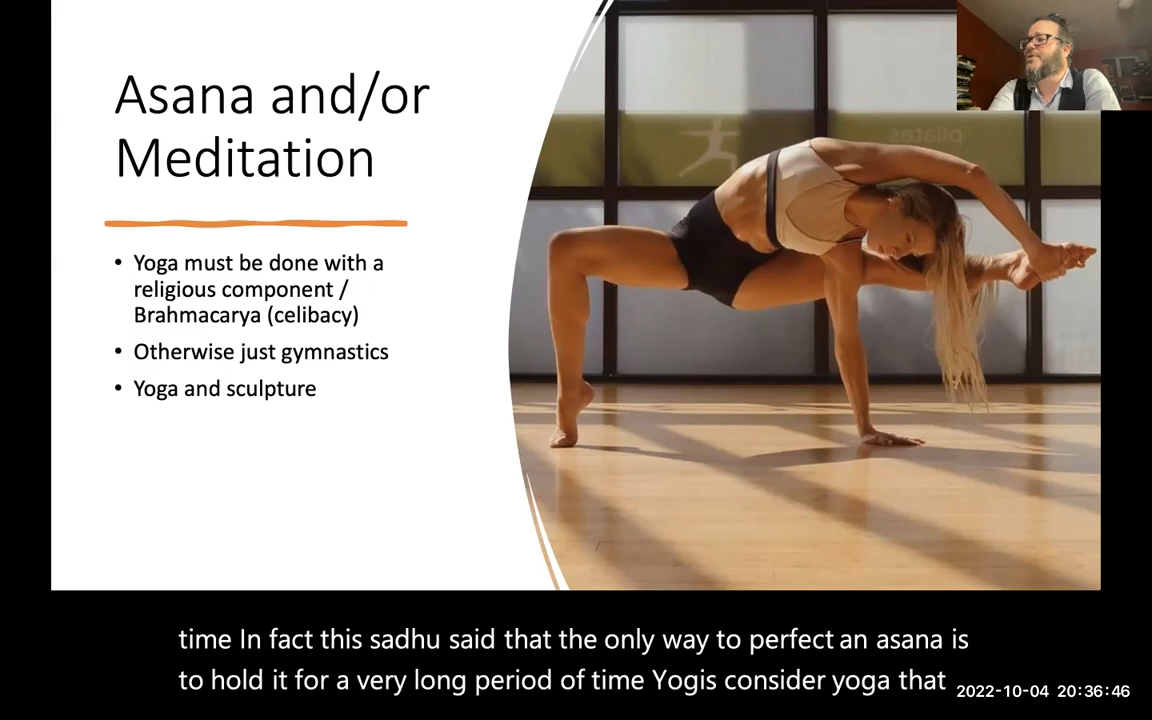 Asana and/or
Meditation
• Yoga must be done with a
religious component /
Brahmacarya (celibacy)
• Otherwise just gymnastics
• Yoga and sculpture
pilates
time In fact this sadhu said that the only way to perfect an asana is
to hold it for a very long period of time Yogis consider yoga that
2022-10-04 20:36:46